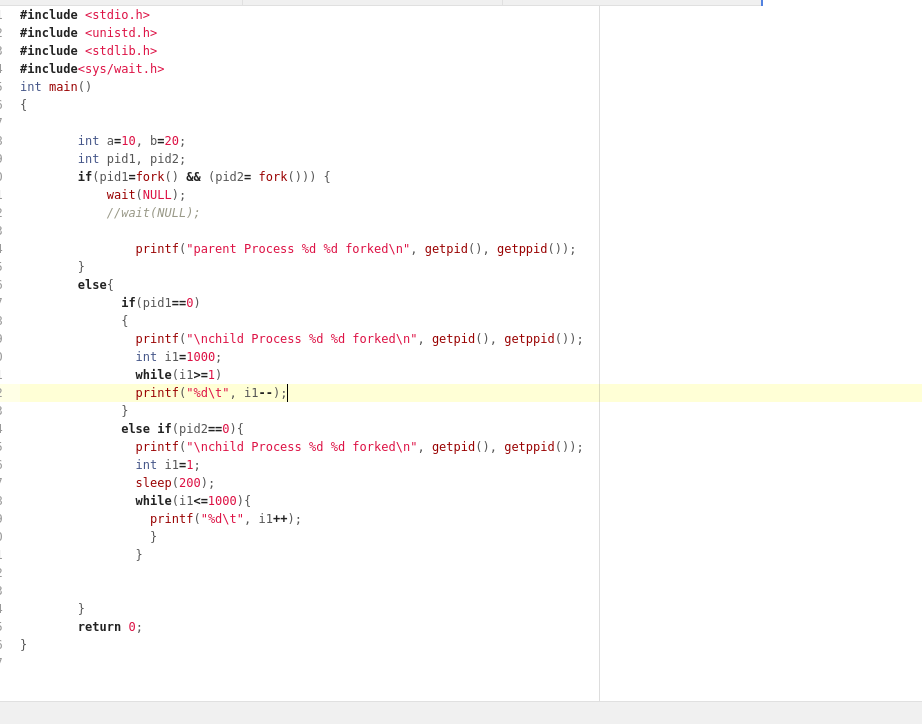 #include <stdio.h>
#include <unistd.h>
#include <stdlib.h>
#include<sys/wait.h>
int main()
{
int a=10, b=20;
int pid1, pid2;
if(pid1=fork() && (pid2= fork())) {
wait(NULL);
//wait(NULL);
printf("parent Process %d %d forked\n", getpid(), getppid());
}
else{
if(pid1==0)
{
printf("\nchild Process %d %d forked\n", getpid(), getppid());
int i1=1000;
while(i1>=1)
printf("%d\t", i1--);
}
else if(pid2==0){
printf("\nchild Process %d %d forked\n", getpid(), getppid());
int i1=1;
sleep(200);
while(i1<=1000){
printf("%d\t", i1++);
}
}
}
return 0;
}